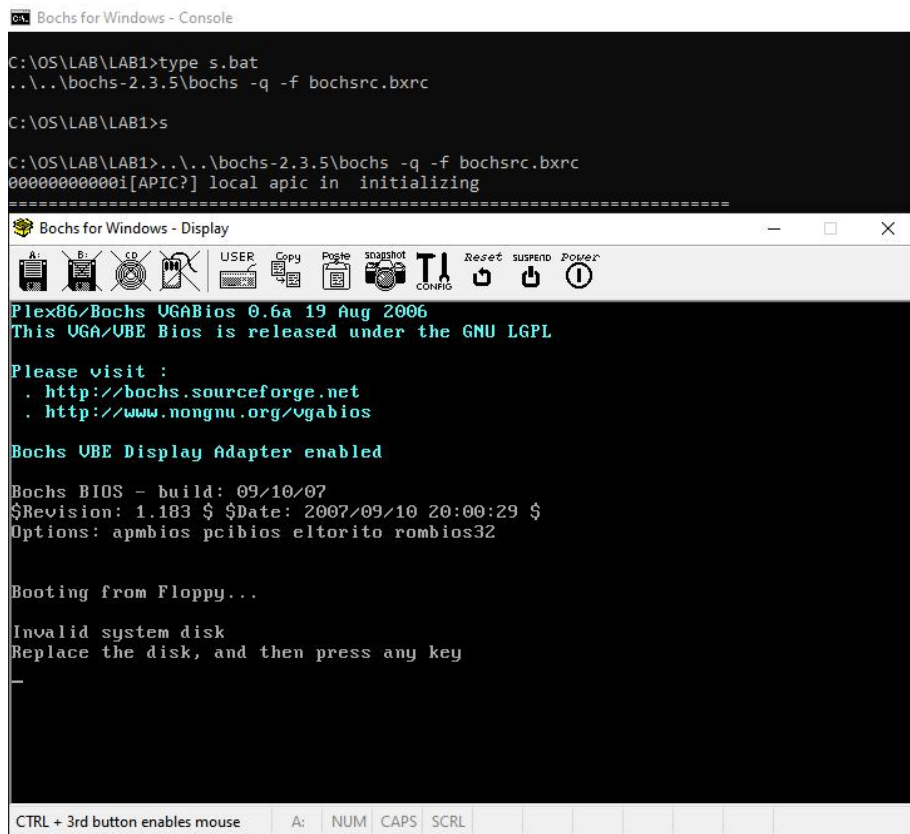 Bochs for Windows - Console
C:\OS\LAB\LAB1>type s.bat
..\..\bochs-2.3.5\bochs -q -f bochsrc.bxrc
C:\OS\LAB\LAB1>s
C:\OS\LAB\LAB1>..\..\bochs-2.3.5\bochs -q -f bochsrc.bxrc
00000000000i[APIC?] local apic in  initializing
========================================================================
Bochs for Windows - Display
A: B: CD USER Copy Paste snapshot CONFIG Reset SUSPEND Power
Plex86/Bochs VGABios 0.6a 19 Aug 2006
This VGA/VBE Bios is released under the GNU LGPL
Please visit :
. http://bochs.sourceforge.net
. http://www.nongnu.org/vgabios
Bochs VBE Display Adapter enabled
Bochs BIOS - build: 09/10/07
$Revision: 1.183 $ $Date: 2007/09/10 20:00:29 $
Options: apmbios pcibios eltorito rombios32
Booting from Floppy...
Invalid system disk
Replace the disk, and then press any key
_
CTRL + 3rd button enables mouse A: NUM CAPS SCRL